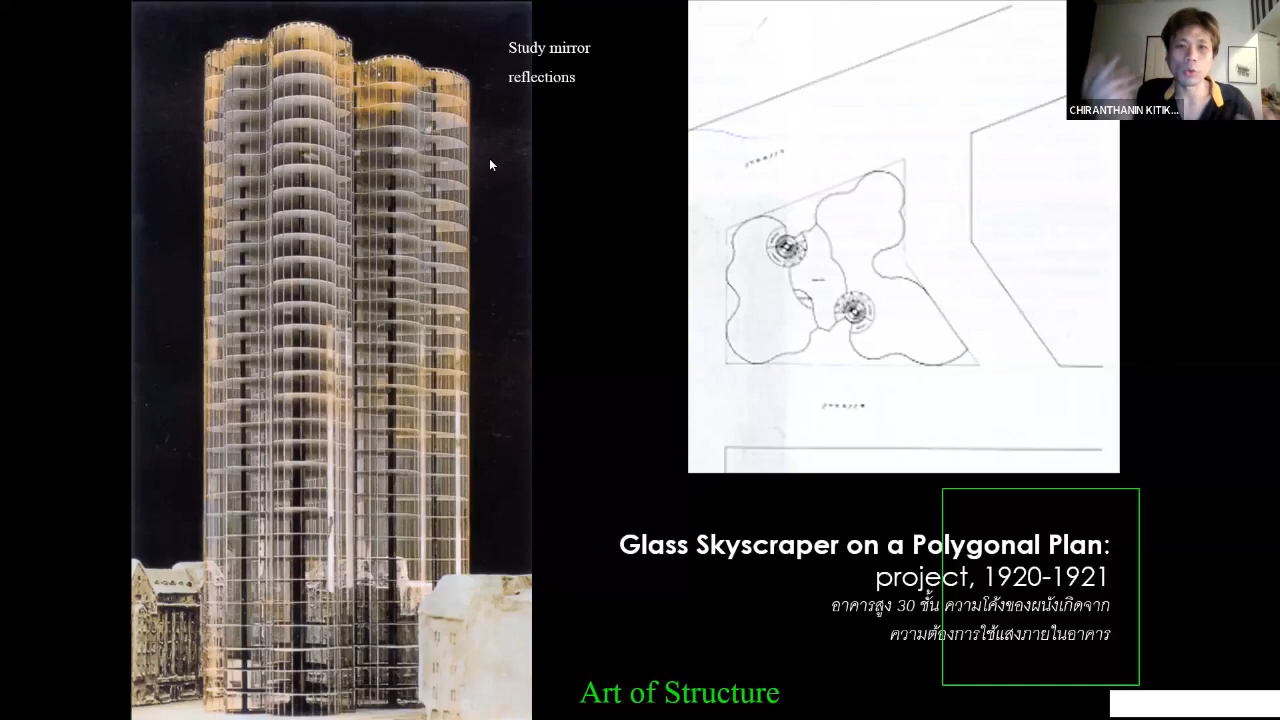 Study mirror
reflections
CHIRANTHANIN KITIK...
Glass Skyscraper on a Polygonal Plan:
project, 1920-1921
อาคารสูง 30 ชั้น ความโค้งของผนังเกิดจาก
ความต้องการใช้แสงภายในอาคาร
Art of Structure